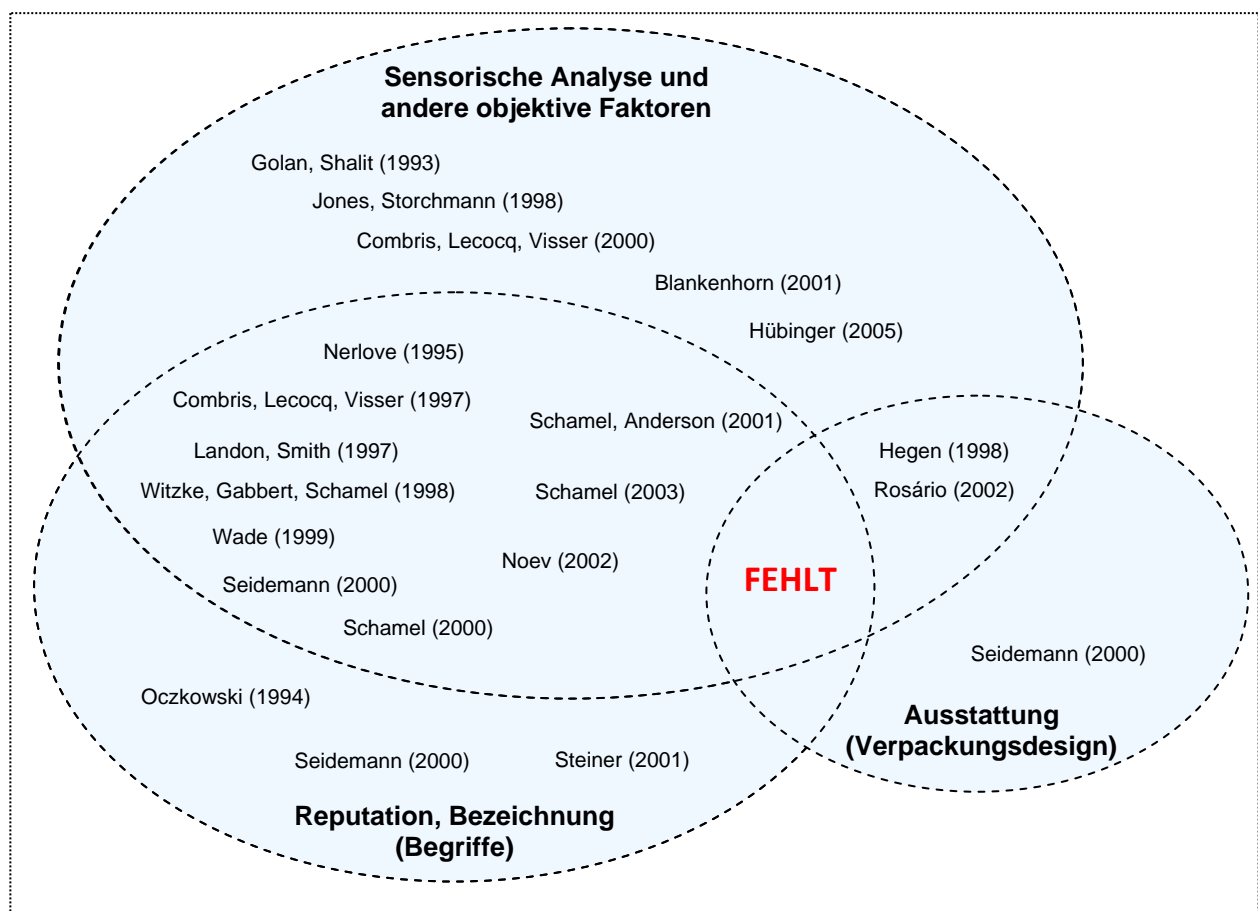 Sensorische Analyse und
andere objektive Faktoren
Golan, Shalit (1993)
Jones, Storchmann (1998)
Combris, Lecocq, Visser (2000)
Blankenhorn (2001)
Hübinger (2005)
Nerlove (1995)
Combris, Lecocq, Visser (1997)
Schamel, Anderson (2001)
Landon, Smith (1997)
Hegen (1998)
Witzke, Gabbert, Schamel (1998)
Schamel (2003)
Rosário (2002)
Wade (1999)
Noev (2002)
Seidemann (2000)
FEHLT
Schamel (2000)
Seidemann (2000)
Oczkowski (1994)
Ausstattung
(Verpackungsdesign)
Seidemann (2000)
Steiner (2001)
Reputation, Bezeichnung
(Begriffe)